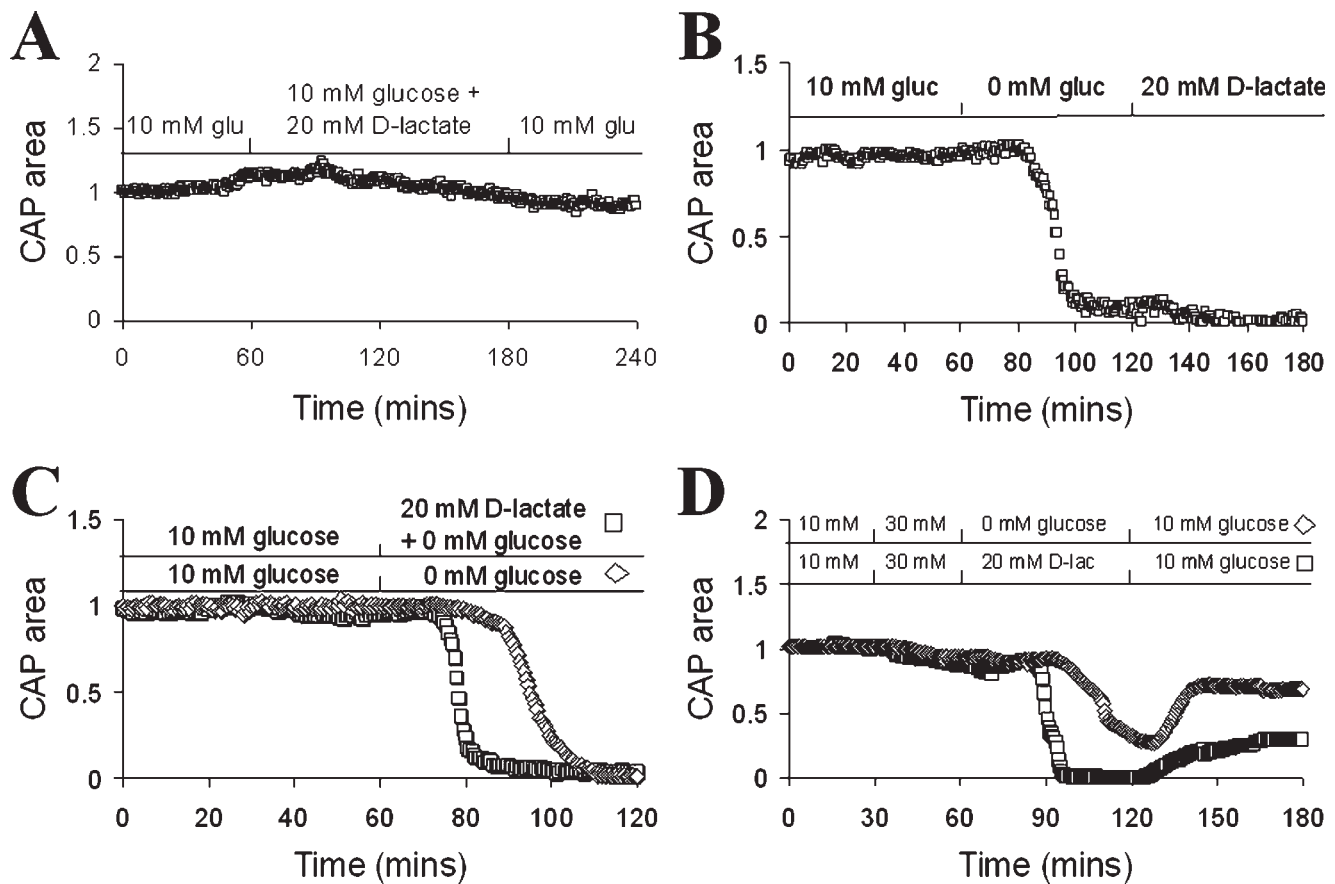 A
2
1.5
1
0.5
0
CAP area
10 mM glu
10 mM glucose +
20 mM D-lactate
10 mM glu
0 60 120 180 240
Time (mins)
B
1.5
1
0.5
0
CAP area
10 mM gluc
0 mM gluc
20 mM D-lactate
0 20 40 60 80 100 120 140 160 180
Time (mins)
C
1.5
1
0.5
0
CAP area
10 mM glucose
20 mM D-lactate
+ 0 mM glucose
10 mM glucose
0 mM glucose
0 20 40 60 80 100 120
Time (mins)
D
2
1.5
1
0.5
0
CAP area
10 mM 30 mM 0 mM glucose 10 mM glucose
10 mM 30 mM 20 mM D-lac 10 mM glucose
0 30 60 90 120 150 180
Time (mins)